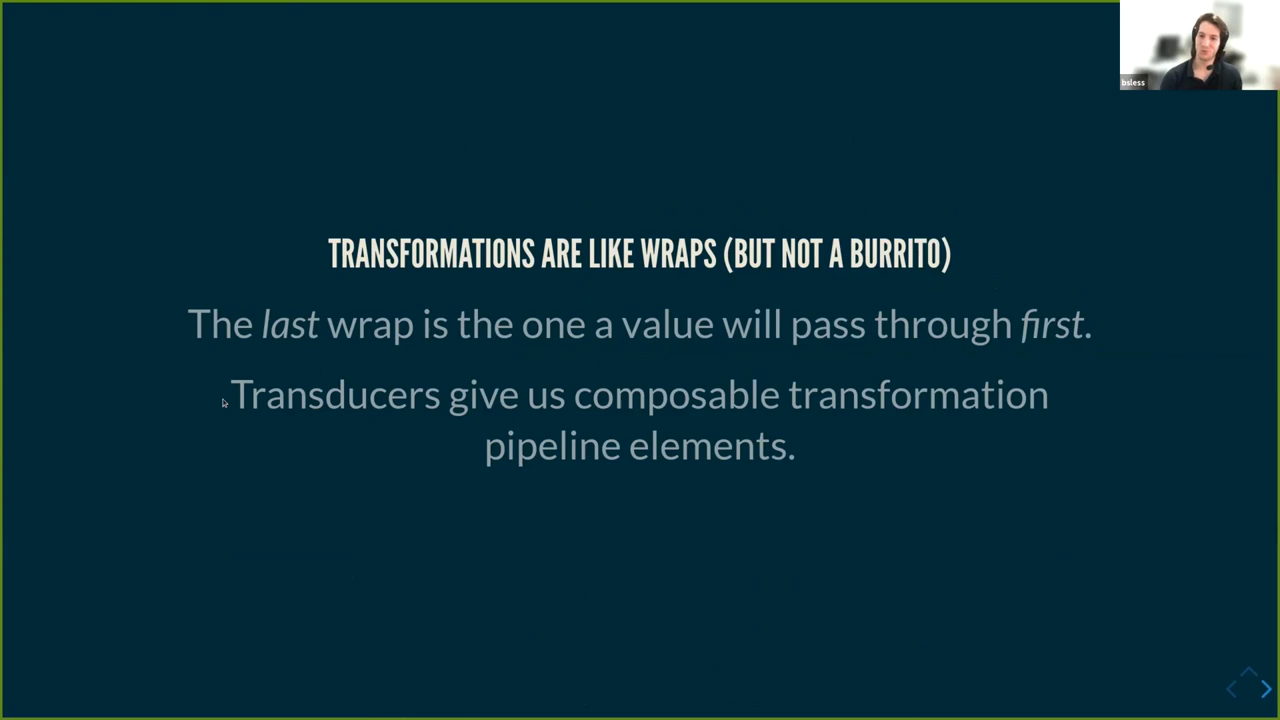 bsless
TRANSFORMATIONS ARE LIKE WRAPS (BUT NOT A BURRITO)
The last wrap is the one a value will pass through first.
Transducers give us composable transformation
pipeline elements.